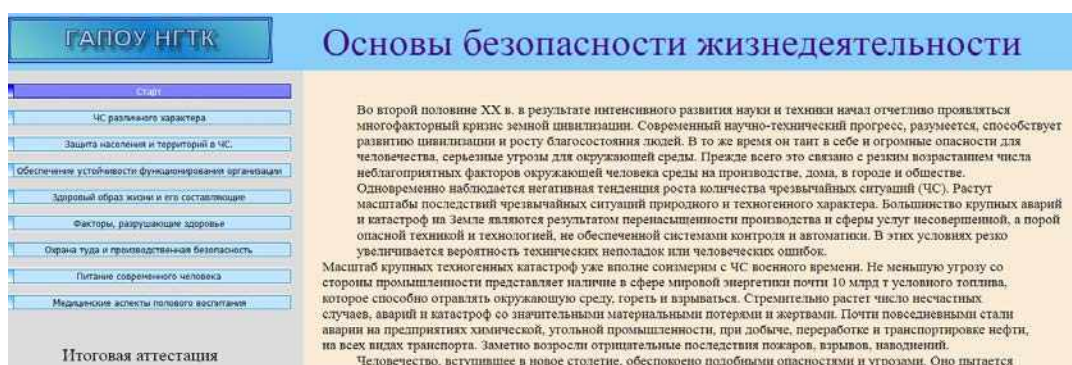 ГАПОУ НГТК
Основы безопасности жизнедеятельности
Старт
ЧС различного характера
Защита населения и территорий в ЧС.
Обеспечение устойчивости функционирования организации
Здоровый образ жизни и его составляющие
Факторы, разрушающие здоровье
Охрана туда и производственная безопасность
Питание современного человека
Медицинские аспекты полового воспитания
Итоговая аттестация
Во второй половине XX в. в результате интенсивного развития науки и техники начал отчетливо проявляться
многофакторный кризис земной цивилизации. Современный научно-технический прогресс, разумеется, способствует
развитию цивилизации и росту благосостояния людей. В то же время он таит в себе и огромные опасности для
человечества, серьезные угрозы для окружающей среды. Прежде всего это связано с резким возрастанием числа
неблагоприятных факторов окружающей человека среды на производстве, дома, в городе и обществе.
Одновременно наблюдается негативная тенденция роста количества чрезвычайных ситуаций (ЧС). Растут
масштабы последствий чрезвычайных ситуаций природного и техногенного характера. Большинство крупных аварий
и катастроф на Земле являются результатом перенасыщенности производства и сферы услуг несовершенной, а порой
опасной техникой и технологией, не обеспеченной системами контроля и автоматики. В этих условиях резко
увеличивается вероятность технических неполадок или человеческих ошибок.
Масштаб крупных техногенных катастроф уже вполне соизмерим с ЧС военного времени. Не меньшую угрозу со
стороны промышленности представляет наличие в сфере мировой энергетики почти 10 млрд т условного топлива,
которое способно отравлять окружающую среду, гореть и взрываться. Стремительно растет число несчастных
случаев, аварий и катастроф со значительными материальными потерями и жертвами. Почти повседневными стали
аварии на предприятиях химической, угольной промышленности, при добыче, переработке и транспортировке нефти,
на всех видах транспорта. Заметно возросли отрицательные последствия пожаров, взрывов, наводнений.
Человечество, вступившее в новое столетие, обеспокоено подобными опасностями и угрозами. Оно пытается